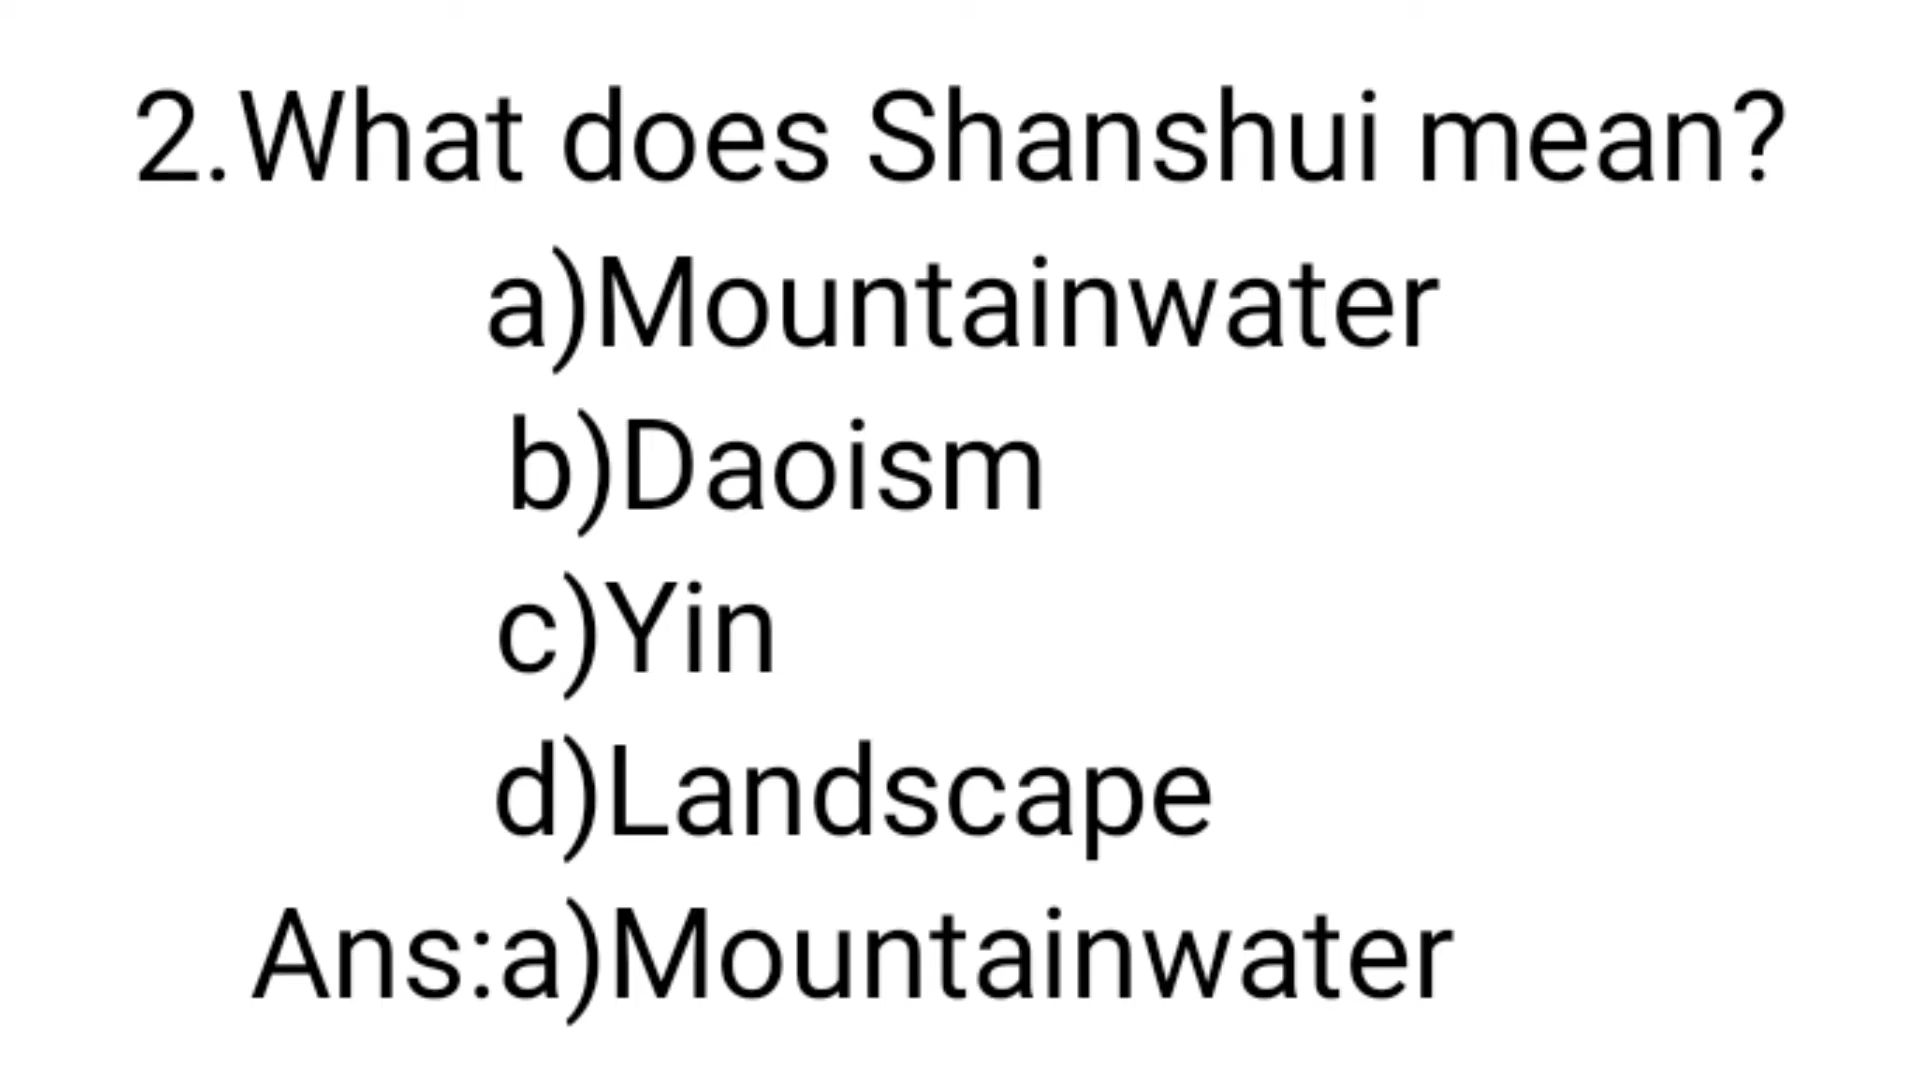 2.What does Shanshui mean?
a)Mountainwater
b)Daoism
c)Yin
d)Landscape
Ans:a)Mountainwater